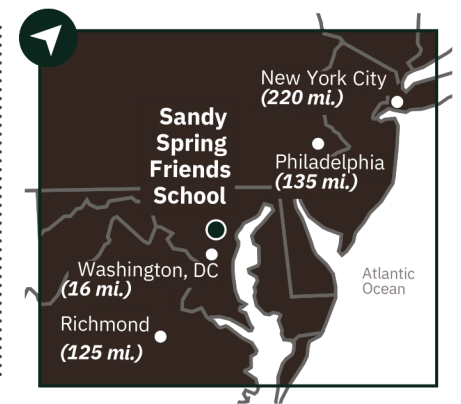 New York City
(220 mi.)
Sandy
Spring
Friends
School
Philadelphia
(135 mi.)
Washington, DC
(16 mi.)
Atlantic
Ocean
Richmond
(125 mi.)